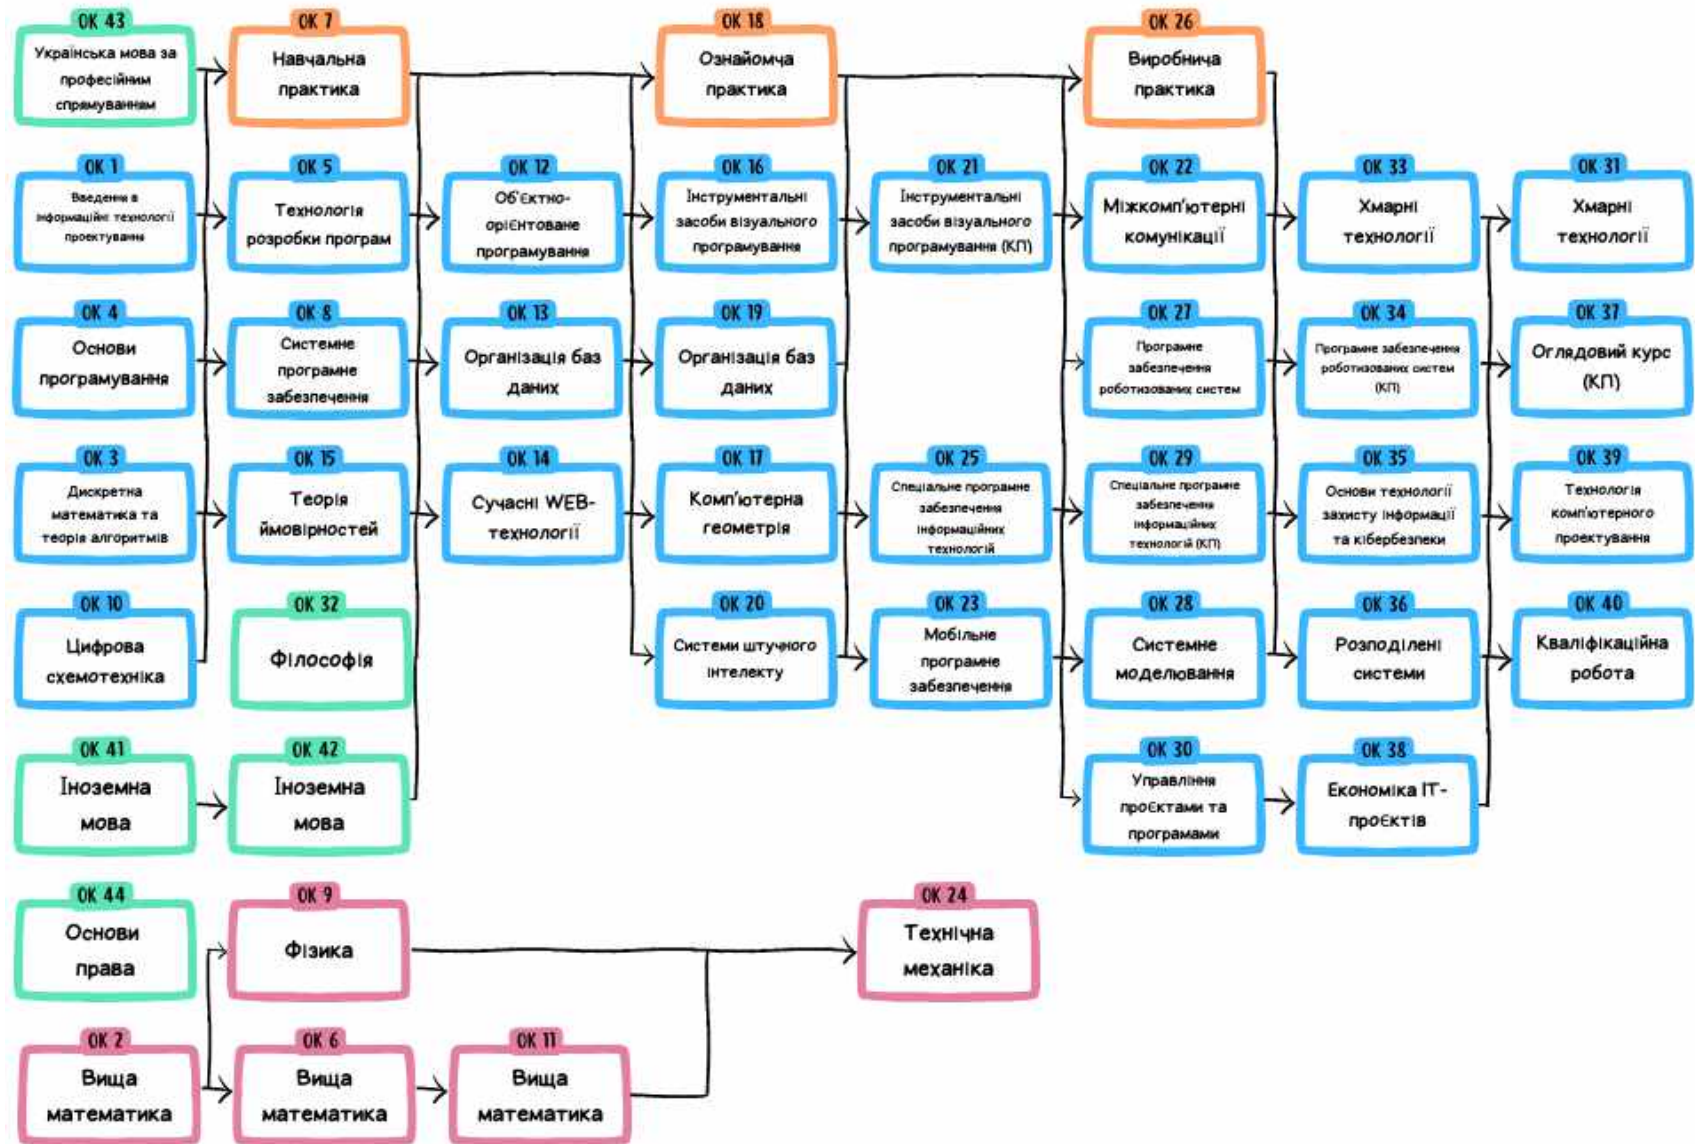 ОК 43
Українська мова за
професійним
спрямуванням
ОК 7
Навчальна
практика
ОК 18
Ознайомча
практика
ОК 26
Виробнича
практика
ОК 1
Введення в
інформаційні технології
проектування
ОК 5
Технологія
розробки програм
ОК 12
Об'єктно-
орієнтоване
програмування
ОК 16
Інструментальні
засоби візуального
програмування
ОК 21
Інструментальні
засоби візуального
програмування (КП)
ОК 22
Міжкомп'ютерні
комунікації
ОК 33
Хмарні
технології
ОК 31
Хмарні
технології
ОК 4
Основи
програмування
ОК 8
Системне
програмне
забезпечення
ОК 13
Організація баз
даних
ОК 19
Організація баз
даних
ОК 27
Програмне
забезпечення
роботизованих систем
ОК 34
Програмне забезпечення
роботизованих систем
(КП)
ОК 37
Оглядовий курс
(КП)
ОК 3
Дискретна
математика та
теорія алгоритмів
ОК 15
Теорія
ймовірностей
ОК 14
Сучасні WEB-
технології
ОК 17
Комп'ютерна
геометрія
ОК 25
Спеціальне програмне
забезпечення
інформаційних
технологій
ОК 29
Спеціальне програмне
забезпечення
інформаційних
технологій (КП)
ОК 35
Основи технології
захисту інформації
та кібербезпеки
ОК 39
Технологія
комп'ютерного
проектування
ОК 10
Цифрова
схемотехніка
ОК 32
Філософія
ОК 20
Системи штучного
інтелекту
ОК 23
Мобільне
програмне
забезпечення
ОК 28
Системне
моделювання
ОК 36
Розподілені
системи
ОК 40
Кваліфікаційна
робота
ОК 41
Іноземна
мова
ОК 42
Іноземна
мова
ОК 30
Управління
проєктами та
програмами
ОК 38
Економіка ІТ-
проєктів
ОК 44
Основи
права
ОК 9
Фізика
ОК 24
Технічна
механіка
ОК 2
Вища
математика
ОК 6
Вища
математика
ОК 11
Вища
математика